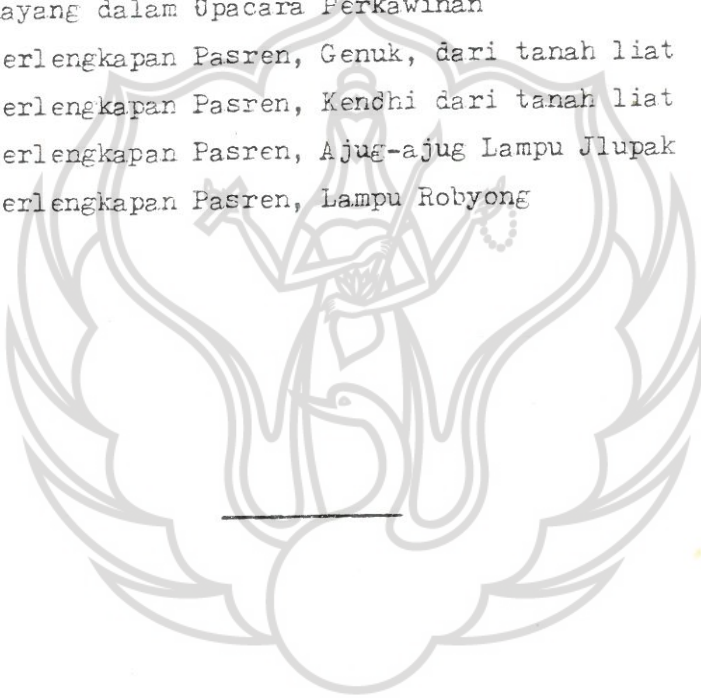 ayang dalam Upacara Perkawinan
erlengkapan Pasren, Genuk, dari tanah liat
erlengkapan Pasren, Kendhi dari tanah liat
erlengkapan Pasren, Ajug-ajug Lampu Jlupak
erlengkapan Pasren, Lampu Robyong